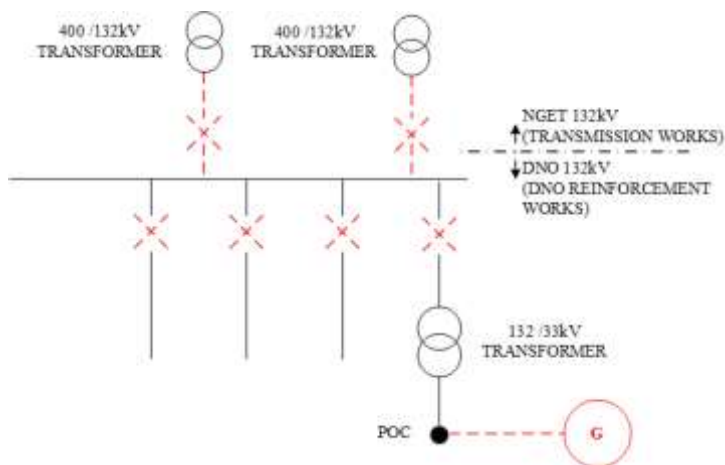 400 /132kV
TRANSFORMER
400 /132kV
TRANSFORMER
NGET 132kV
(TRANSMISSION WORKS)
DNO 132kV
(DNO REINFORCEMENT
WORKS)
132 /33kV
TRANSFORMER
POC
G